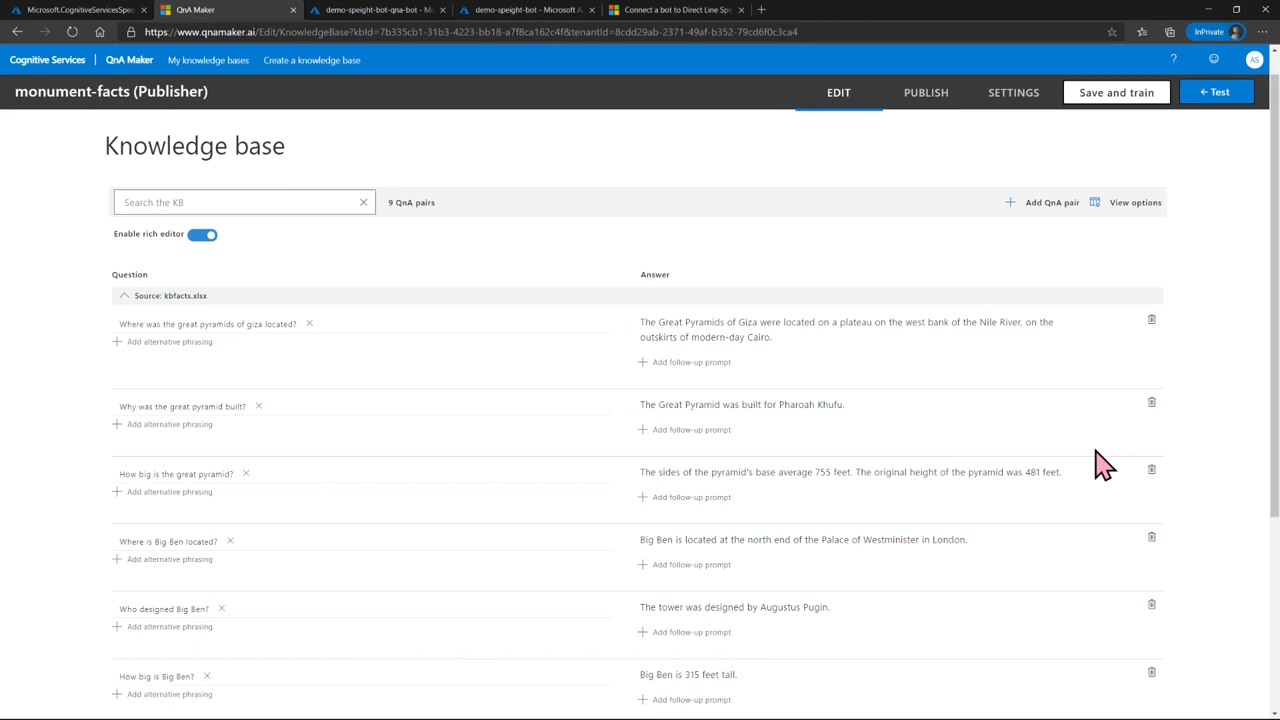 Microsoft.CognitiveServicesSpee
QnA Maker
demo-speight-bot-qna-bot - Mic
demo-speight-bot - Microsoft A
Connect a bot to Direct Line Spe
https://www.qnamaker.ai/Edit/KnowledgeBase?kbId=7b335cb1-31b3-4223-bb18-a7f8ca162c4f&tenantId=8cdd29ab-2371-49af-b352-79cd6f0c3ca4
InPrivate
Cognitive Services
QnA Maker
My knowledge bases
Create a knowledge base
?
AS
monument-facts (Publisher)
EDIT
PUBLISH
SETTINGS
Save and train
← Test
Knowledge base
Search the KB
9 QnA pairs
Add QnA pair
View options
Enable rich editor
Question
Answer
Source: kbfacts.xlsx
Where was the great pyramids of giza located?
The Great Pyramids of Giza were located on a plateau on the west bank of the Nile River, on the
outskirts of modern-day Cairo.
Add alternative phrasing
Add follow-up prompt
Why was the great pyramid built?
The Great Pyramid was built for Pharoah Khufu.
Add alternative phrasing
Add follow-up prompt
How big is the great pyramid?
The sides of the pyramid's base average 755 feet. The original height of the pyramid was 481 feet.
Add alternative phrasing
Add follow-up prompt
Where is Big Ben located?
Big Ben is located at the north end of the Palace of Westminister in London.
Add alternative phrasing
Add follow-up prompt
Who designed Big Ben?
The tower was designed by Augustus Pugin.
Add alternative phrasing
Add follow-up prompt
How big is Big Ben?
Big Ben is 315 feet tall.
Add alternative phrasing
Add follow-up prompt